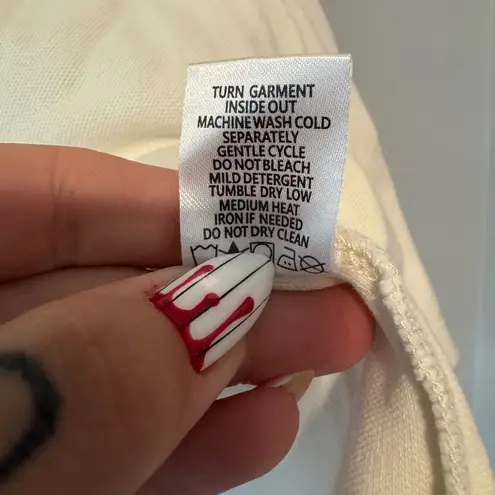 TURN GARMENT
INSIDE OUT
MACHINE WASH COLD
SEPARATELY
GENTLE CYCLE
DO NOT BLEACH
MILD DETERGENT
TUMBLE DRY LOW
MEDIUM HEAT
IRON IF NEEDED
DO NOT DRY CLEAN